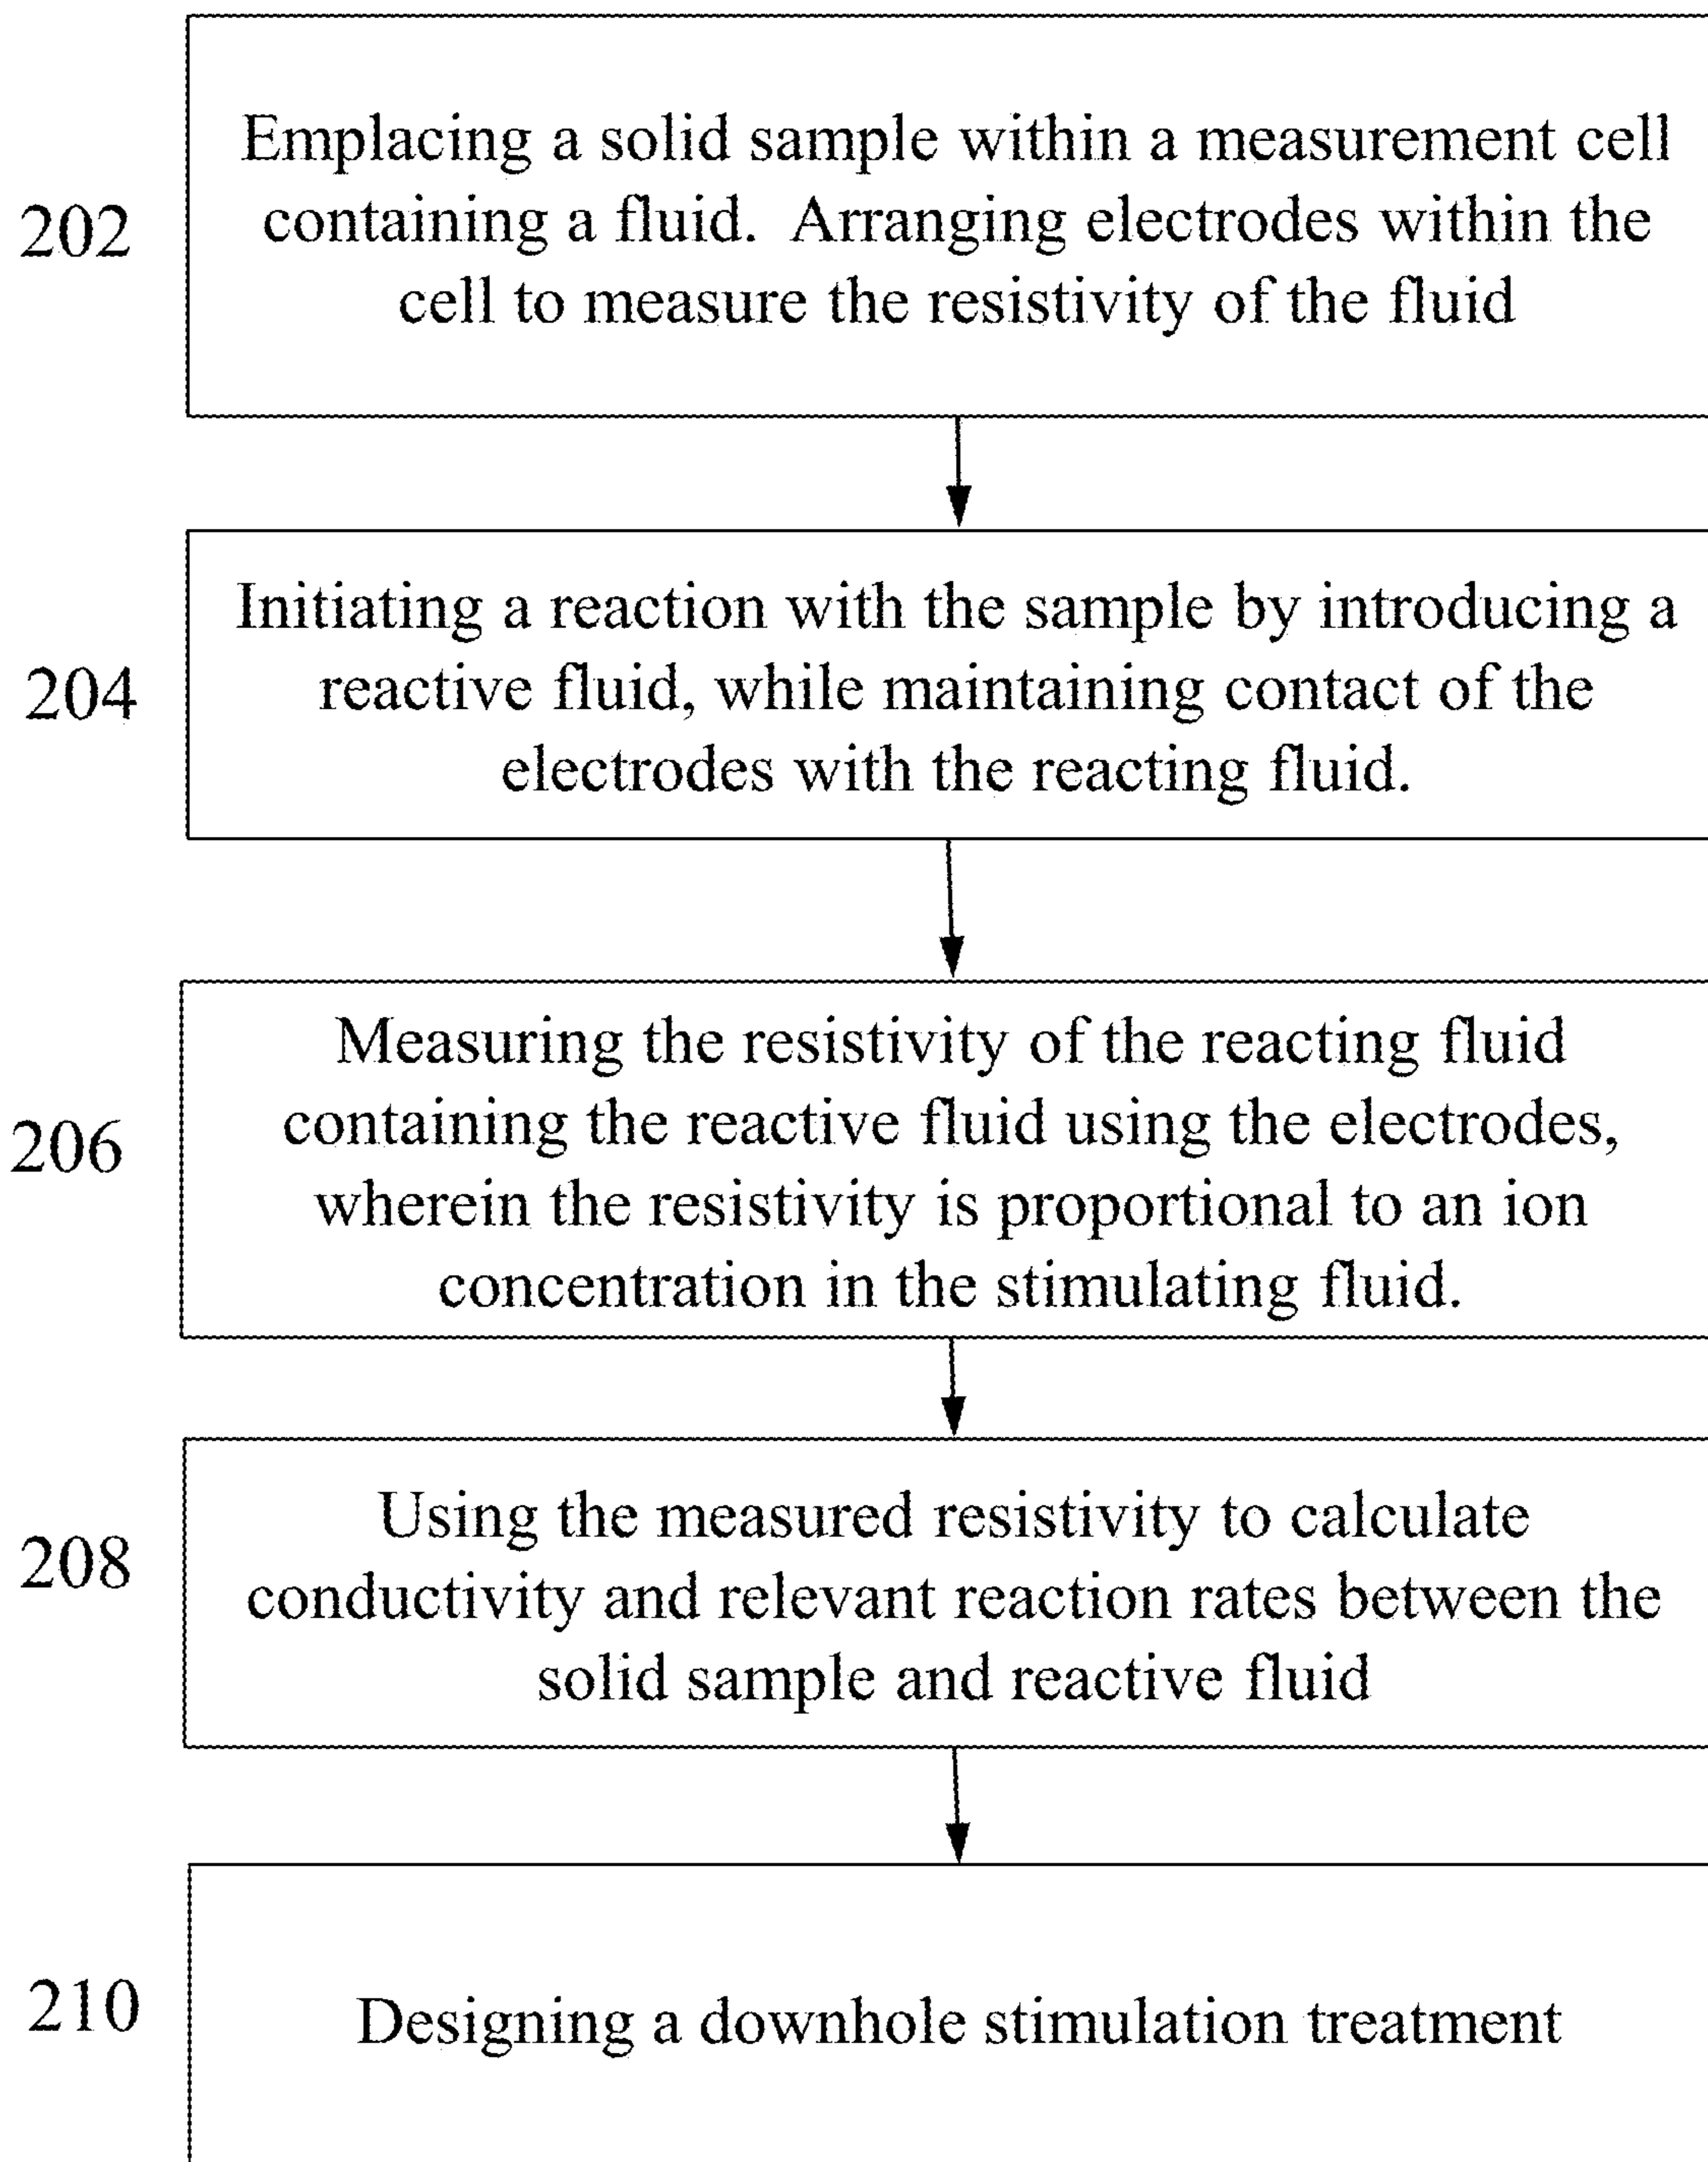 Emplacing a solid sample within a measurement cell
202
containing a fluid.  Arranging electrodes within the
cell to measure the resistivity of the fluid
Initiating a reaction with the sample by introducing a
204
reactive fluid, while maintaining contact of the
electrodes with the reacting fluid.
Measuring the resistivity of the reacting fluid
containing the reactive fluid using the electrodes,
206
wherein the resistivity is proportional to an ion
concentration in the stimulating fluid.
Using the measured resistivity to calculate
208
conductivity and relevant reaction rates between the
solid sample and reactive fluid
210
Designing a downhole stimulation treatment